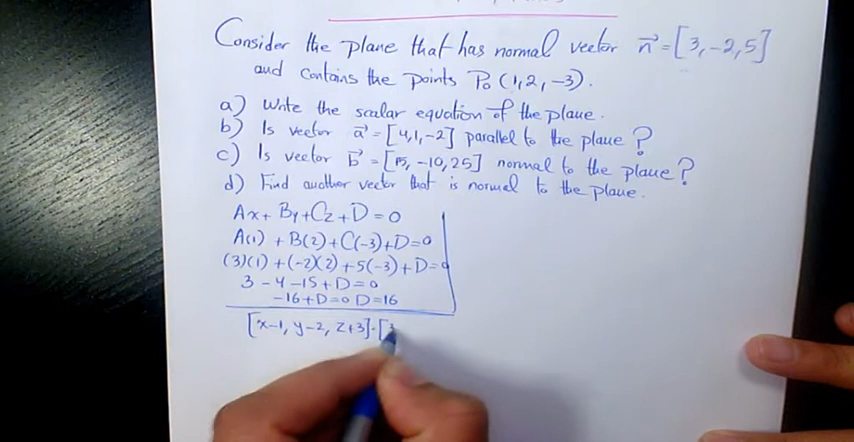 Consider the plane that has normal vector n⃗ = [3, -2, 5]
and contains the points P₀ (1, 2, -3).
a) Write the scalar equation of the plane.
b) Is vector a⃗ = [4, 1, -2] parallel to the plane?
c) Is vector b⃗ = [15, -10, 25] normal to the plane?
d) Find another vector that is normal to the plane.
Ax + By + Cz + D = 0
A(1) + B(2) + C(-3) + D = 0
(3)(1) + (-2)(2) + 5(-3) + D = 0
3 - 4 - 15 + D = 0
-16 + D = 0 D = 16
[x-1, y-2, z+3]·[3